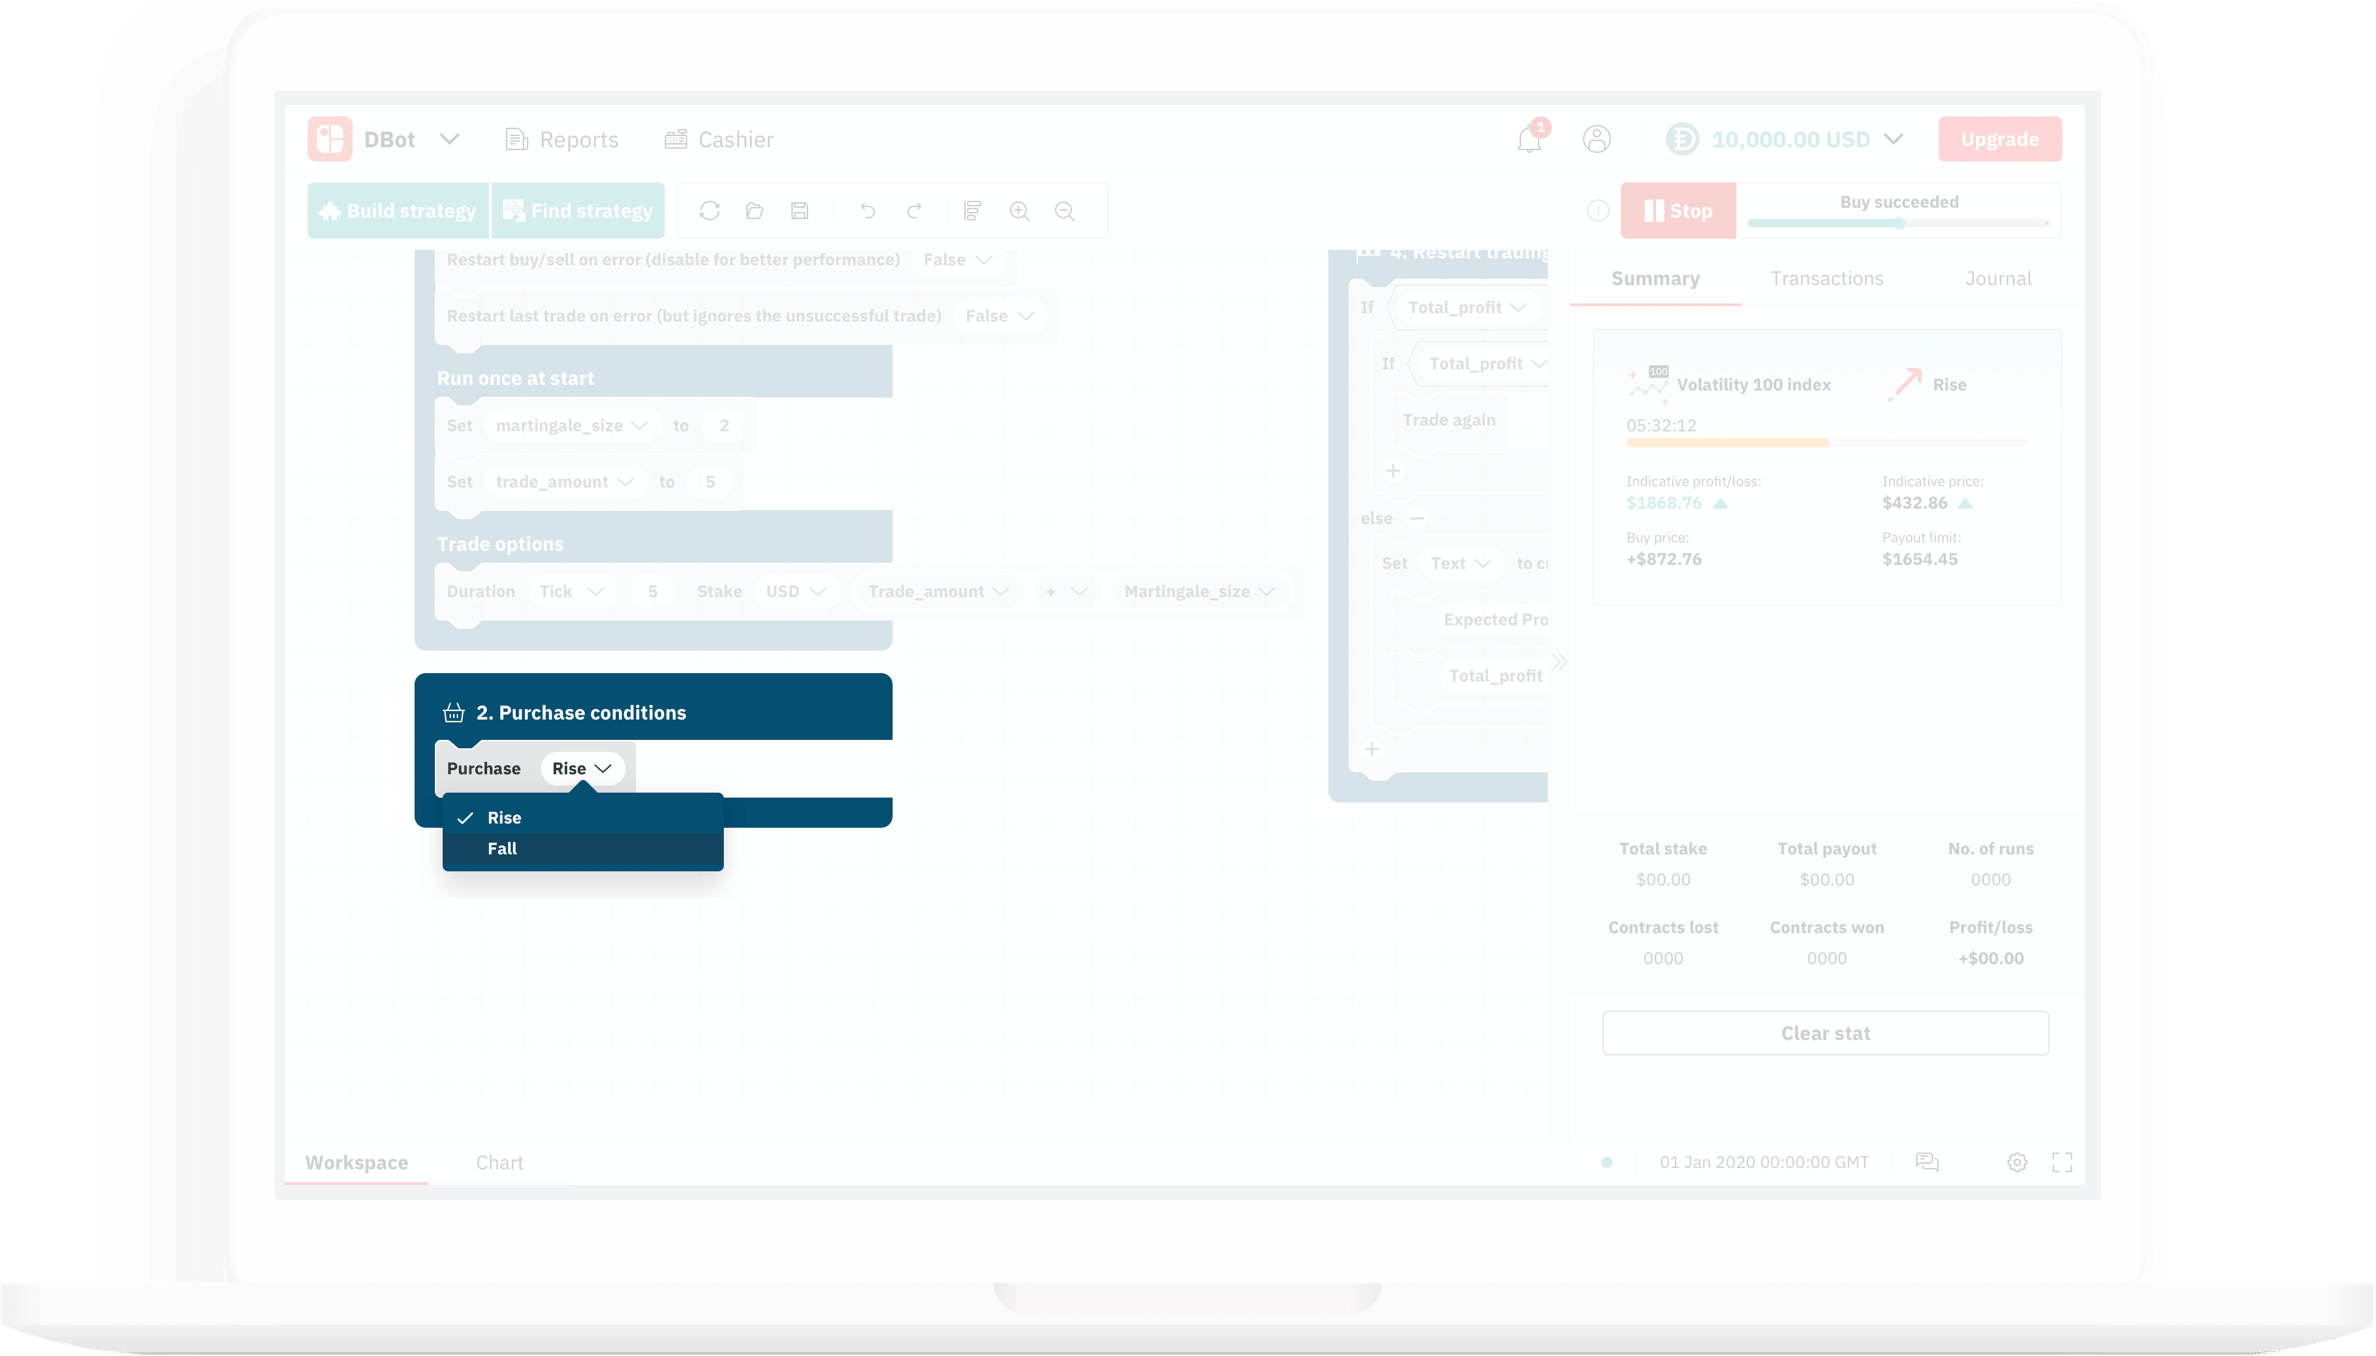 DBot
Reports
Cashier
1
10,000.00 USD
Upgrade
Build strategy
Find strategy
Stop
Buy succeeded
Restart buy/sell on error (disable for better performance) False
Restart last trade on error (but ignores the unsuccessful trade) False
Run once at start
Set martingale_size to 2
Set trade_amount to 5
Trade options
Duration Tick 5 Stake USD Trade_amount + Martingale_size
2. Purchase conditions
Purchase Rise
Rise
Fall
4. Restart trading
If Total_profit
If Total_profit
Trade again
+
else −
Set Text to
Expected Pro
Total_profit
+
Summary
Transactions
Journal
100
Volatility 100 index
Rise
05:32:12
Indicative profit/loss:
$1868.76
Indicative price:
$432.86
Buy price:
+$872.76
Payout limit:
$1654.45
Total stake
$00.00
Total payout
$00.00
No. of runs
0000
Contracts lost
0000
Contracts won
0000
Profit/loss
+$00.00
Clear stat
Workspace
Chart
01 Jan 2020 00:00:00 GMT